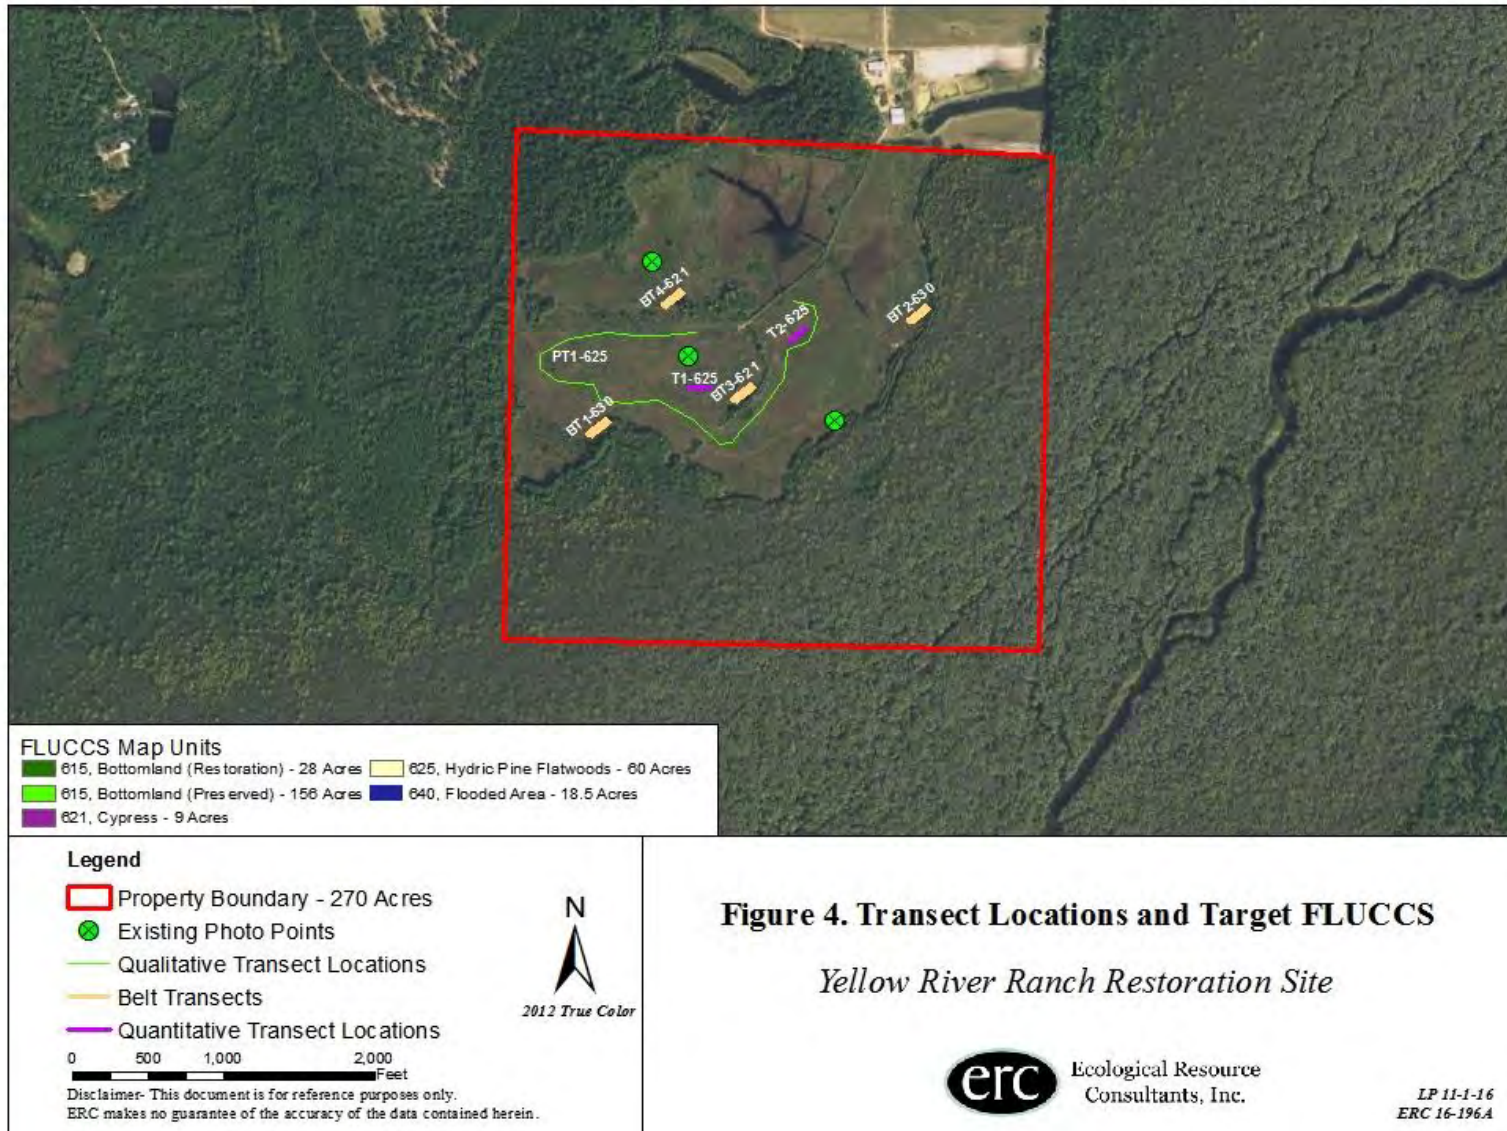 BT4-621
BT2-630
T2-625
PT1-625
T1-625
BT3-621
BT1-630
FLUCCS Map Units
615, Bottomland (Restoration) - 28 Acres
625, Hydric Pine Flatwoods - 60 Acres
615, Bottomland (Preserved) - 156 Acres
640, Flooded Area - 18.5 Acres
621, Cypress - 9 Acres
Legend
Property Boundary - 270 Acres
Existing Photo Points
Qualitative Transect Locations
Belt Transects
Quantitative Transect Locations
0 500 1,000 2,000
Feet
Disclaimer- This document is for reference purposes only.
ERC makes no guarantee of the accuracy of the data contained herein.
N
2012 True Color
Figure 4. Transect Locations and Target FLUCCS
Yellow River Ranch Restoration Site
erc
Ecological Resource
Consultants, Inc.
LP 11-1-16
ERC 16-196A